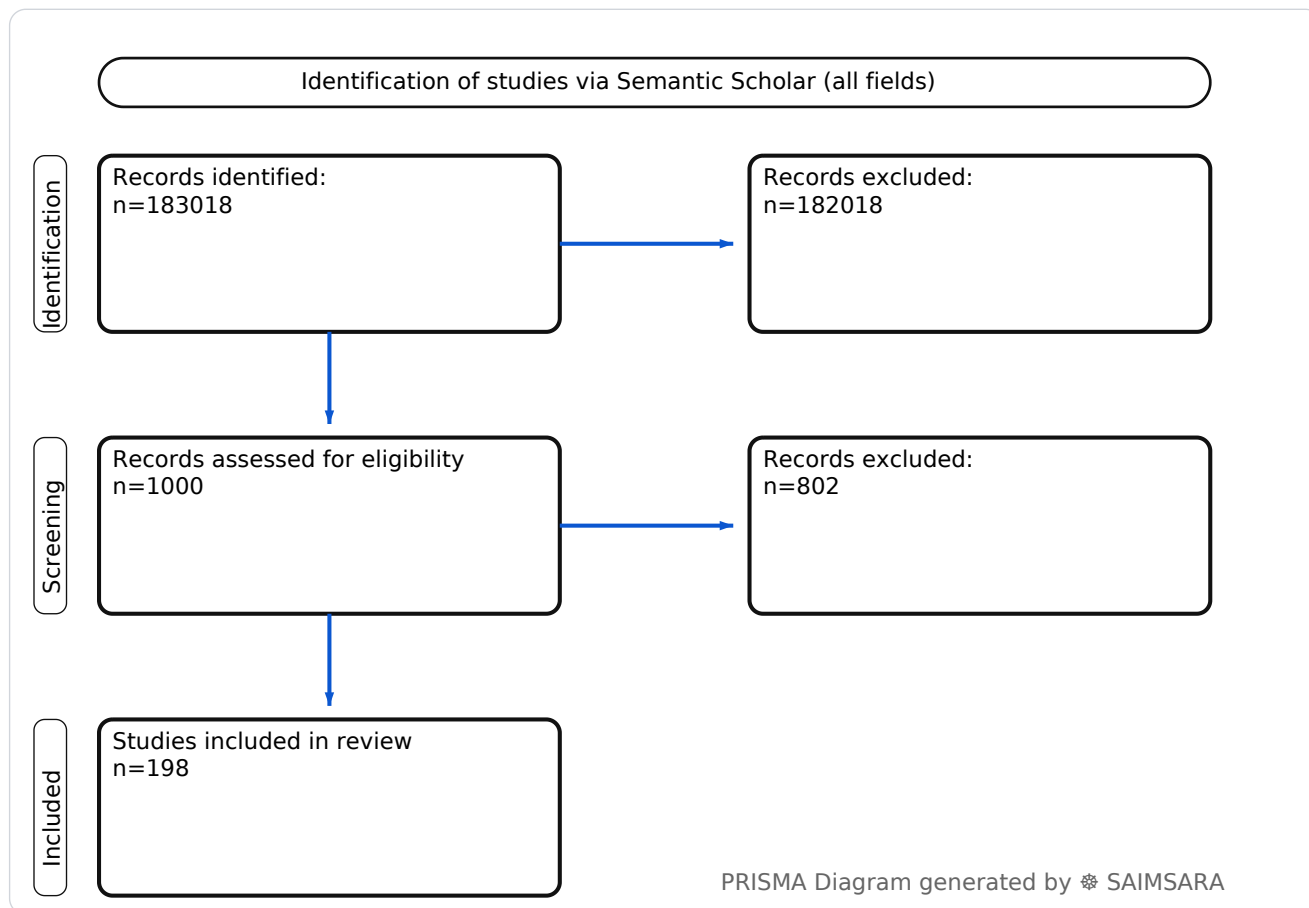 Identification of studies via Semantic Scholar (all fields)
Identification
Records identified:
n=183018
Records excluded:
n=182018
Screening
Records assessed for eligibility
n=1000
Records excluded:
n=802
Included
Studies included in review
n=198
PRISMA Diagram generated by ☸ SAIMSARA